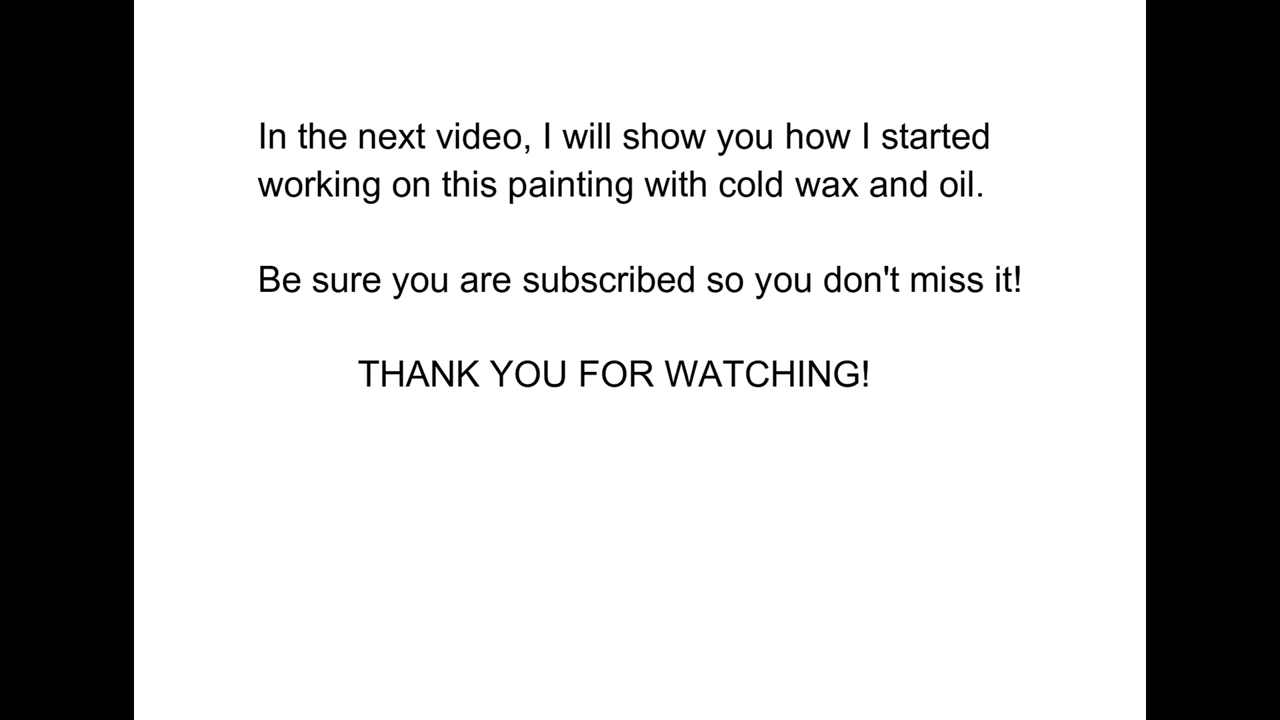 In the next video, I will show you how I started
working on this painting with cold wax and oil.
Be sure you are subscribed so you don't miss it!
THANK YOU FOR WATCHING!